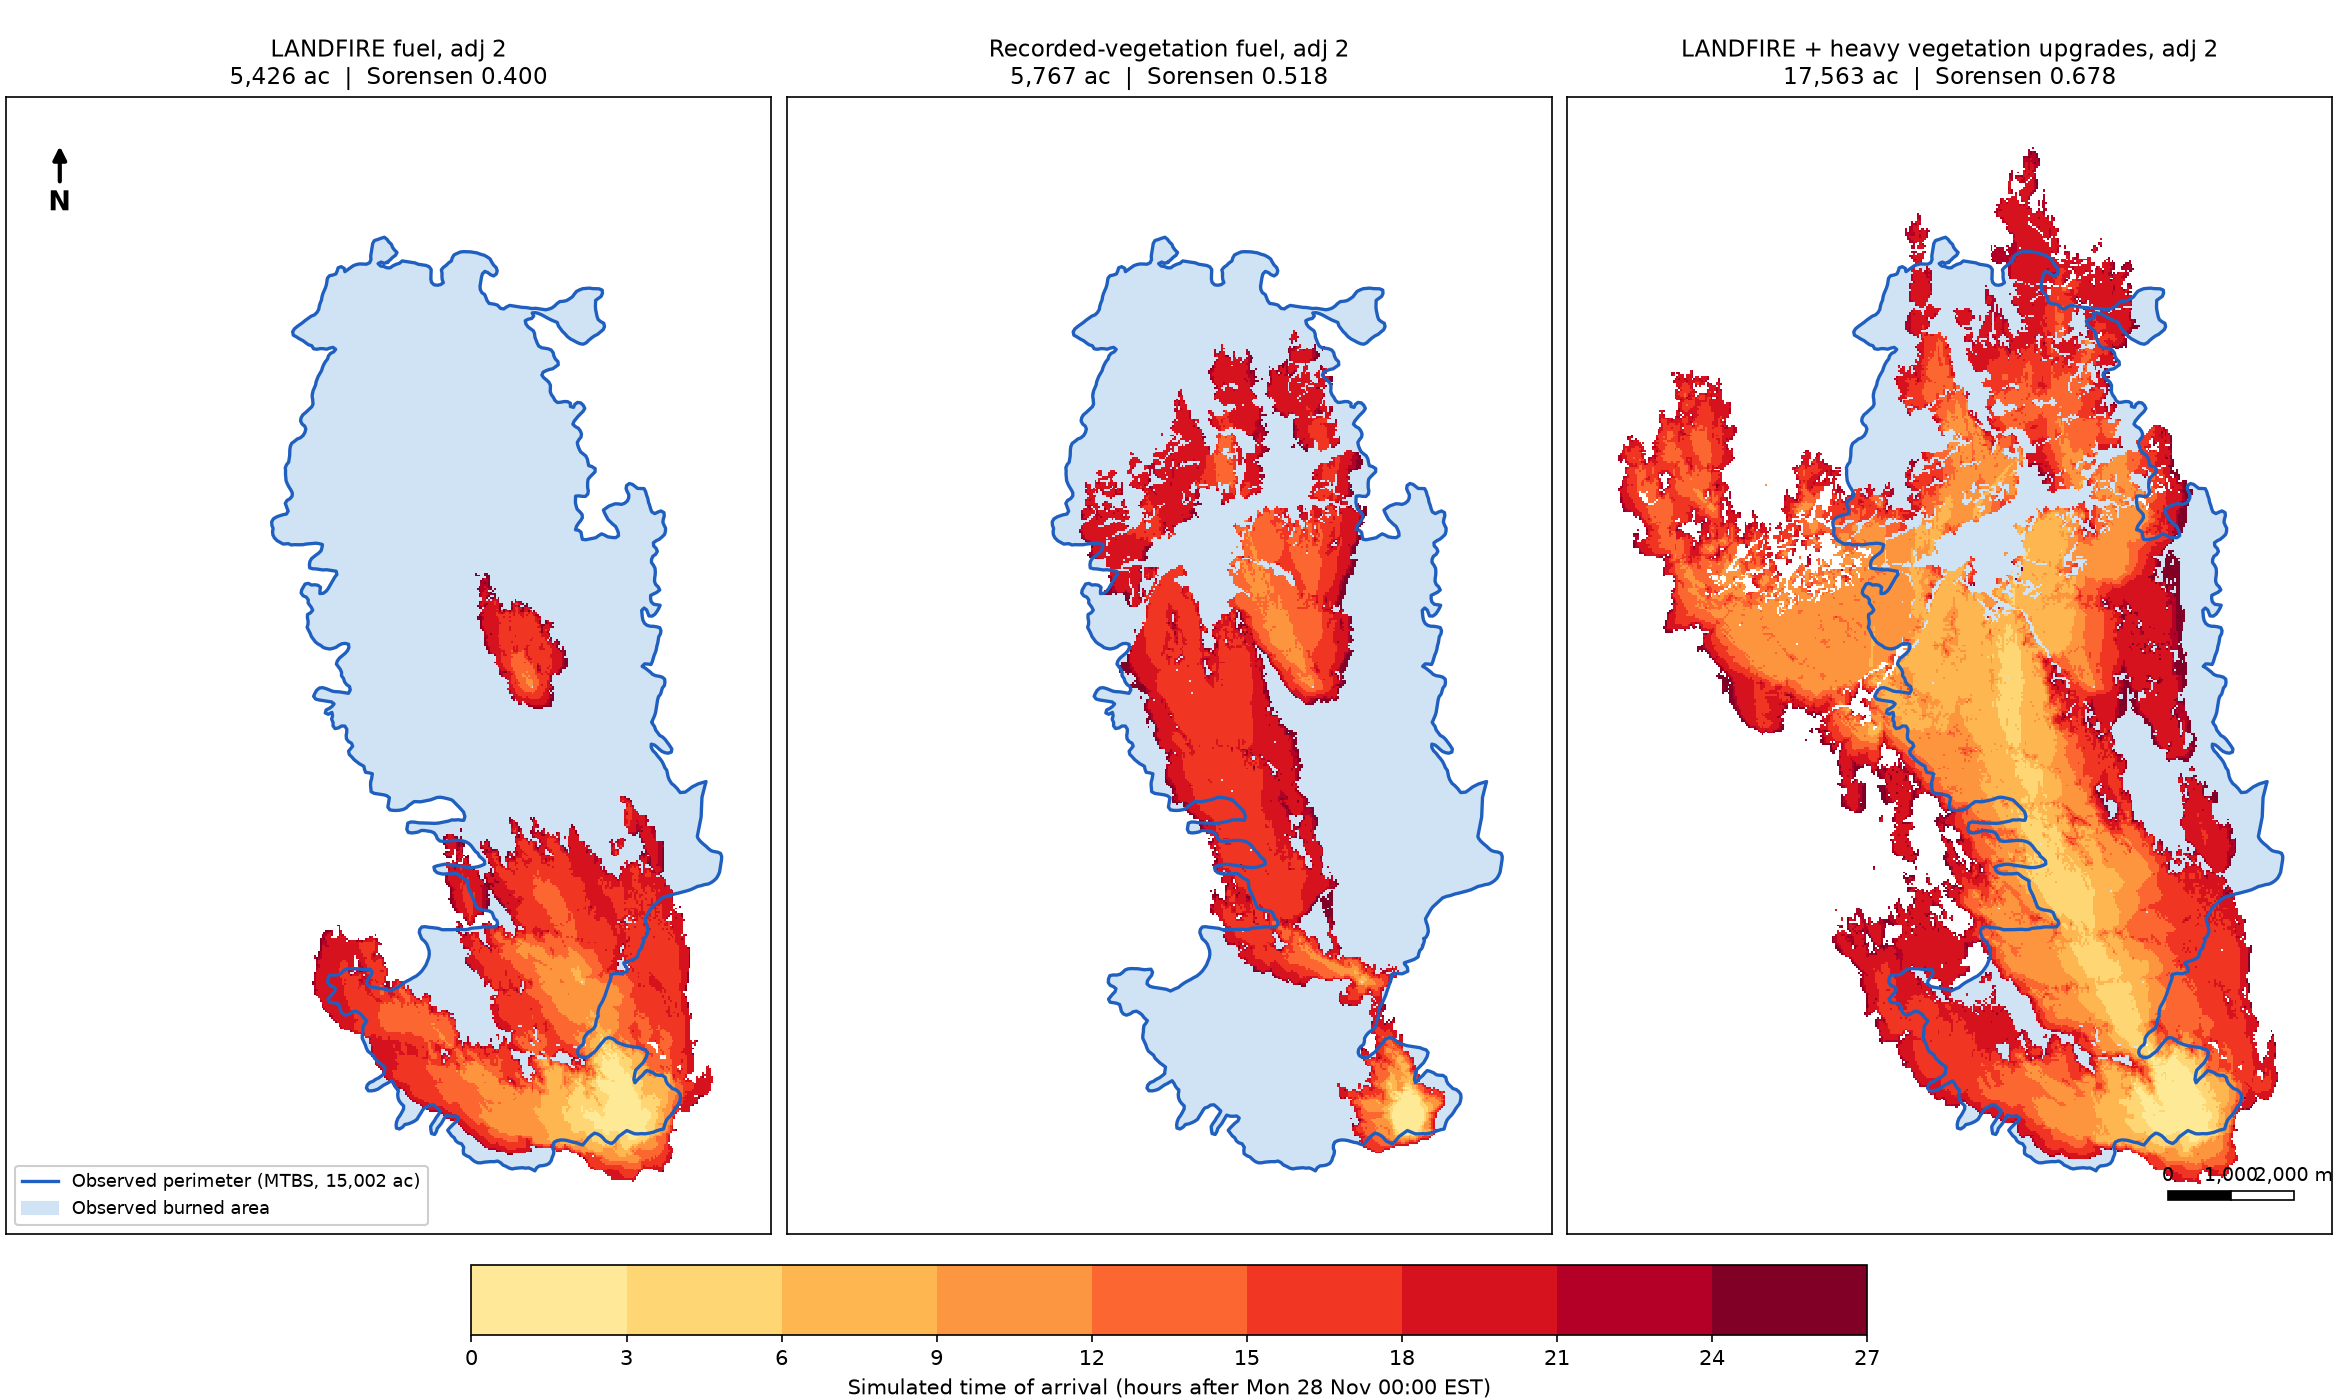 LANDFIRE fuel, adj 2
5,426 ac | Sorensen 0.400
Recorded-vegetation fuel, adj 2
5,767 ac | Sorensen 0.518
LANDFIRE + heavy vegetation upgrades, adj 2
17,563 ac | Sorensen 0.678
N
Observed perimeter (MTBS, 15,002 ac)
Observed burned area
0 1,000 2,000 m
0 3 6 9 12 15 18 21 24 27
Simulated time of arrival (hours after Mon 28 Nov 00:00 EST)